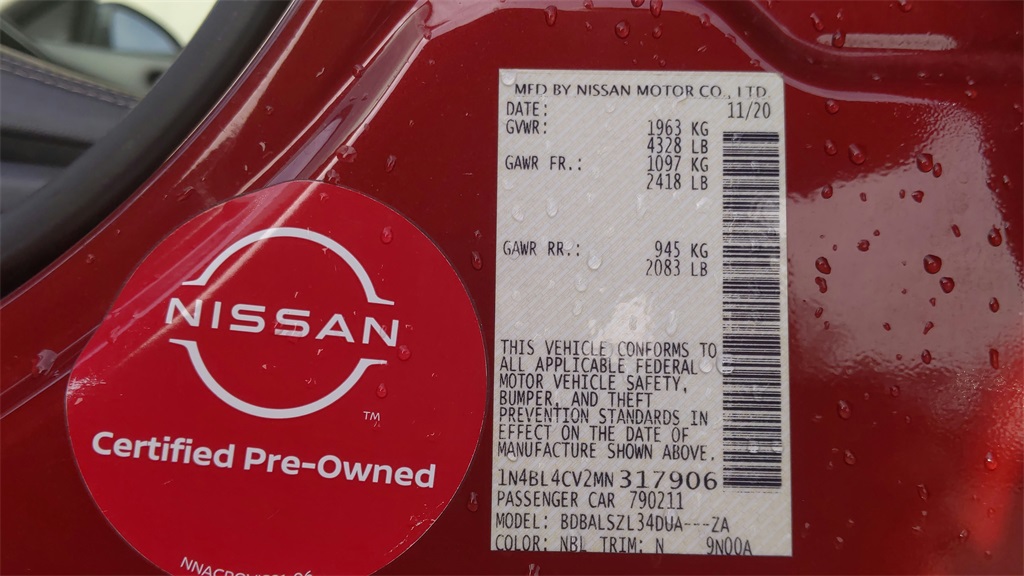 MFD BY NISSAN MOTOR CO., LTD.
DATE: 11/20
GVWR: 1963 KG
4328 LB
GAWR FR.: 1097 KG
2418 LB
GAWR RR.: 945 KG
2083 LB
THIS VEHICLE CONFORMS TO
ALL APPLICABLE FEDERAL
MOTOR VEHICLE SAFETY,
BUMPER, AND THEFT
PREVENTION STANDARDS IN
EFFECT ON THE DATE OF
MANUFACTURE SHOWN ABOVE.
1N4BL4CV2MN317906
PASSENGER CAR 790211
MODEL: BDBALSZL34DUA---ZA
COLOR: NBL TRIM: N 9N00A
NISSAN
TM
Certified Pre-Owned